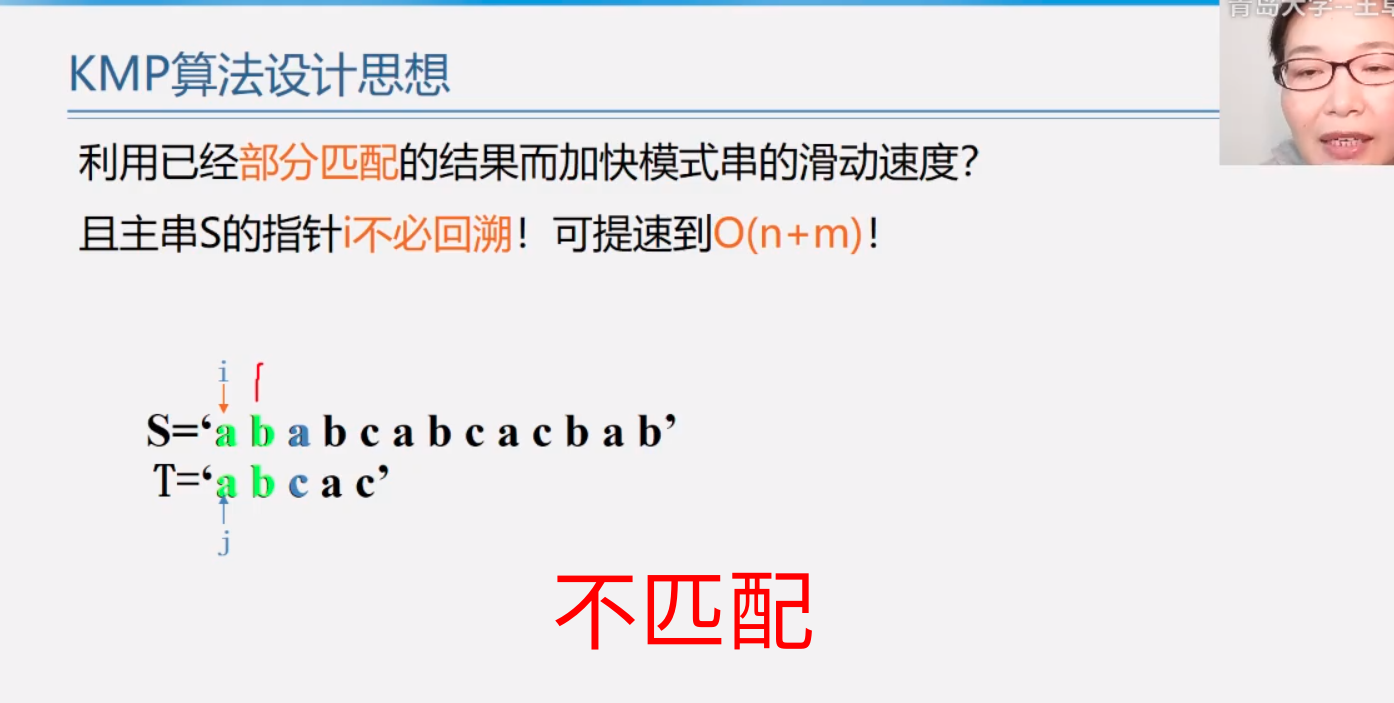 青岛大学--王卓
KMP算法设计思想
利用已经部分匹配的结果而加快模式串的滑动速度?
且主串S的指针i不必回溯！可提速到O(n+m)！
i
S=‘a b a b c a b c a c b a b’
T=‘a b c a c’
j
不匹配